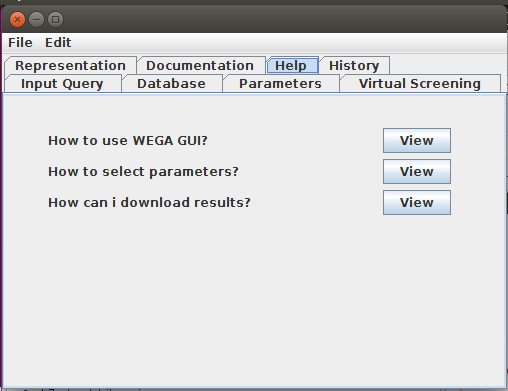 File Edit
Representation Documentation Help History
Input Query Database Parameters Virtual Screening
How to use WEGA GUI? View
How to select parameters? View
How can i download results? View